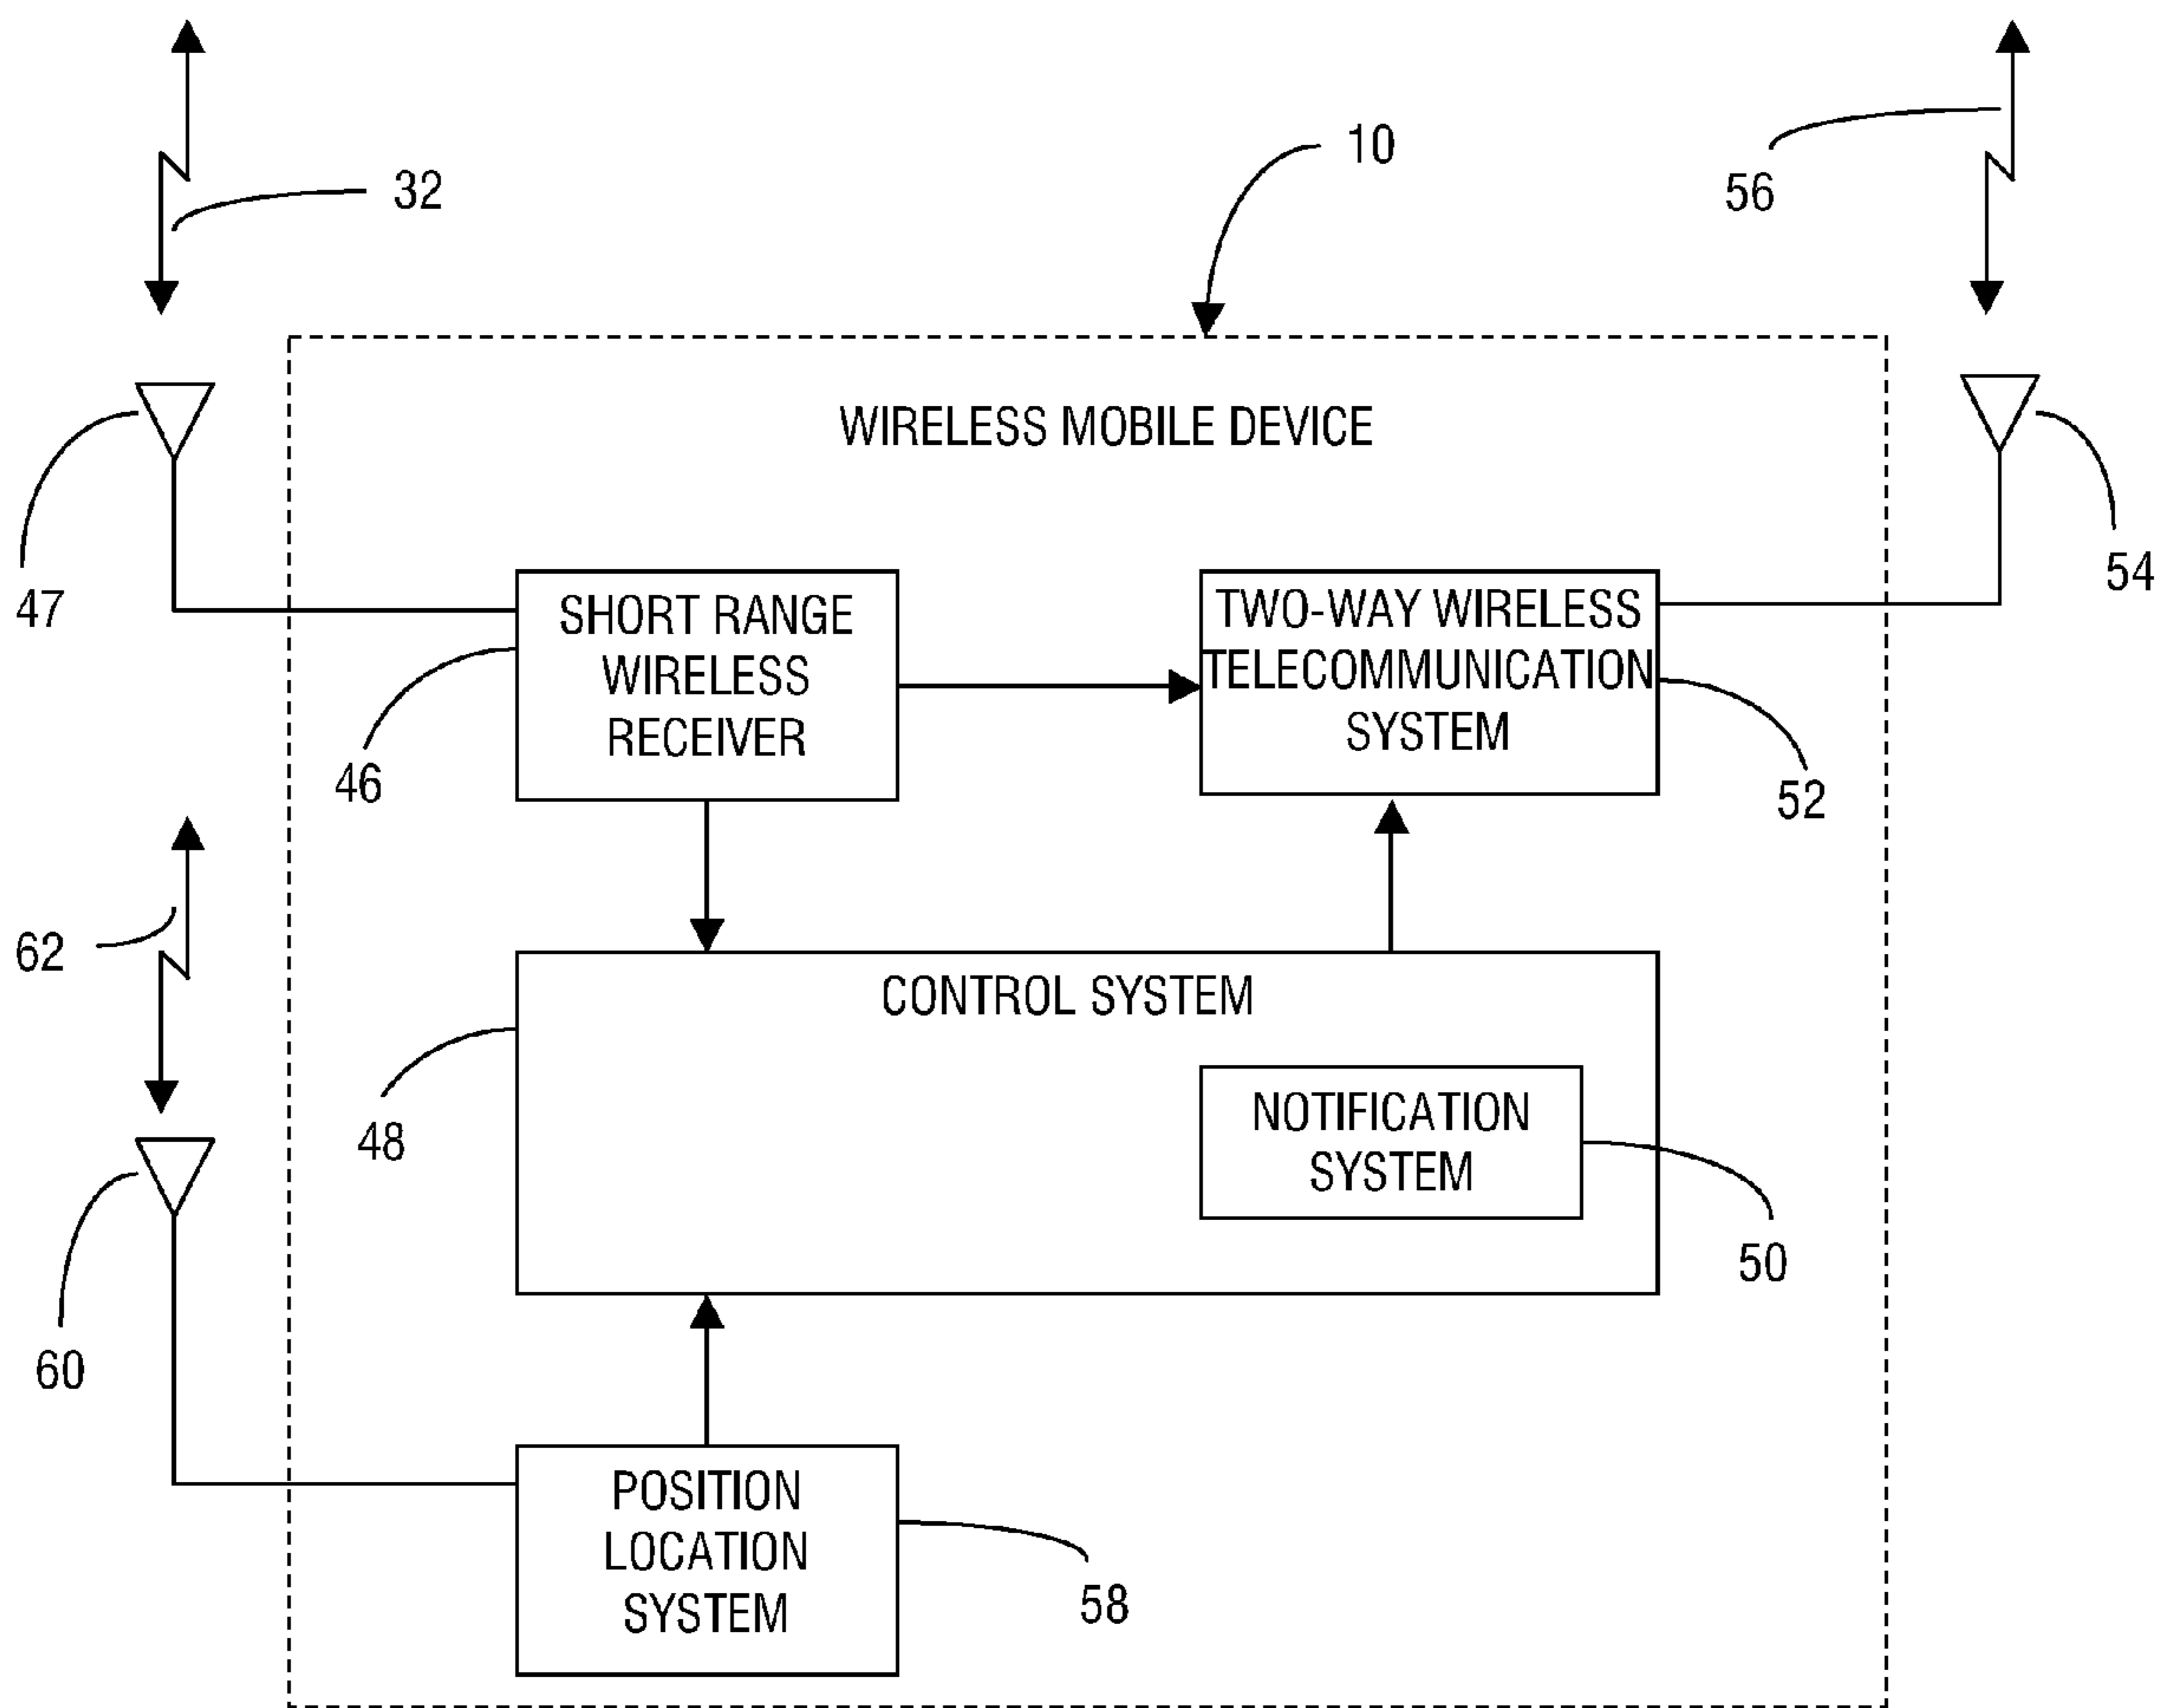 10
56
32
WIRELESS MOBILE DEVICE
47
54
SHORT RANGE
WIRELESS
RECEIVER
46
TWO-WAY WIRELESS
TELECOMMUNICATION
SYSTEM
52
62
CONTROL SYSTEM
48
NOTIFICATION
SYSTEM
50
60
POSITION
LOCATION
SYSTEM
58